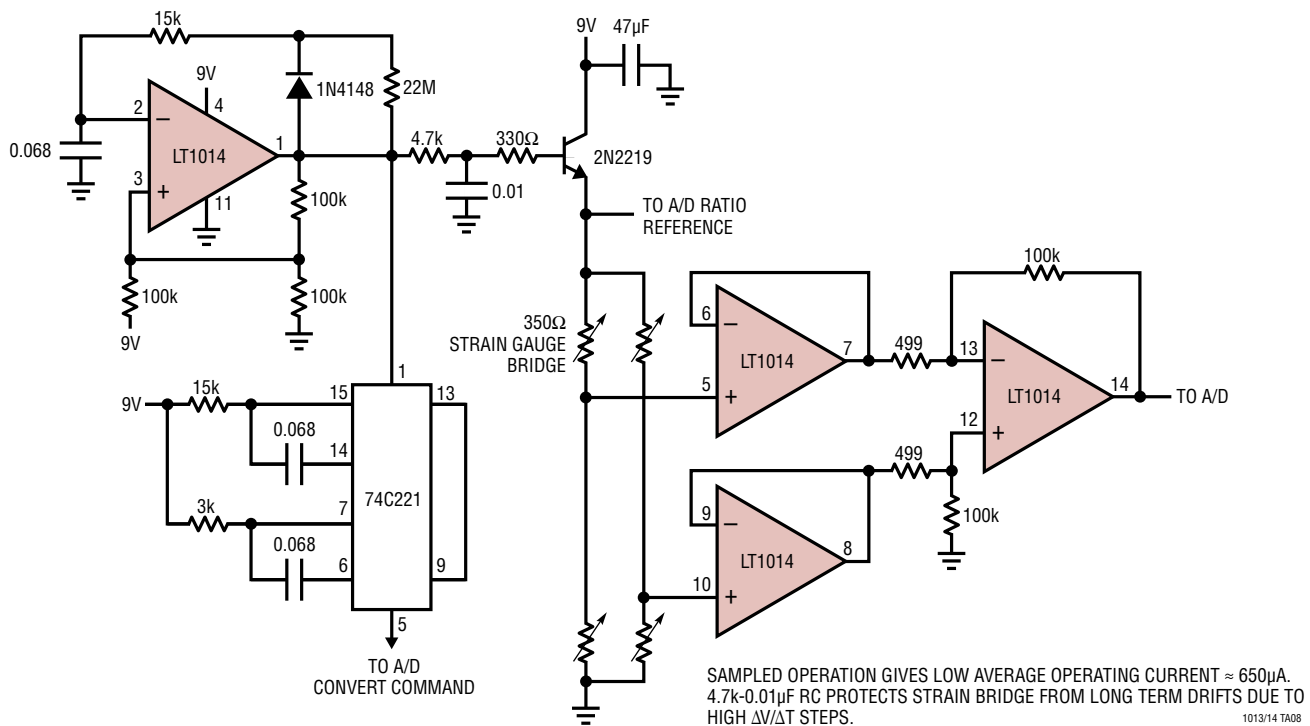 15k
9V
47µF
9V
1N4148
22M
2
4
–
0.068
LT1014
1
4.7k
330Ω
2N2219
3
+
11
100k
0.01
TO A/D RATIO
REFERENCE
100k
100k
9V
100k
350Ω
STRAIN GAUGE
BRIDGE
6
–
LT1014
7
499
13
–
5
+
LT1014
14
TO A/D
12
+
1
15k
15
13
9V
0.068
14
499
74C221
3k
7
9
–
100k
0.068
LT1014
8
6
9
10
+
5
TO A/D
CONVERT COMMAND
SAMPLED OPERATION GIVES LOW AVERAGE OPERATING CURRENT ≈ 650µA.
4.7k-0.01µF RC PROTECTS STRAIN BRIDGE FROM LONG TERM DRIFTS DUE TO
HIGH ΔV/ΔT STEPS.
1013/14 TA08